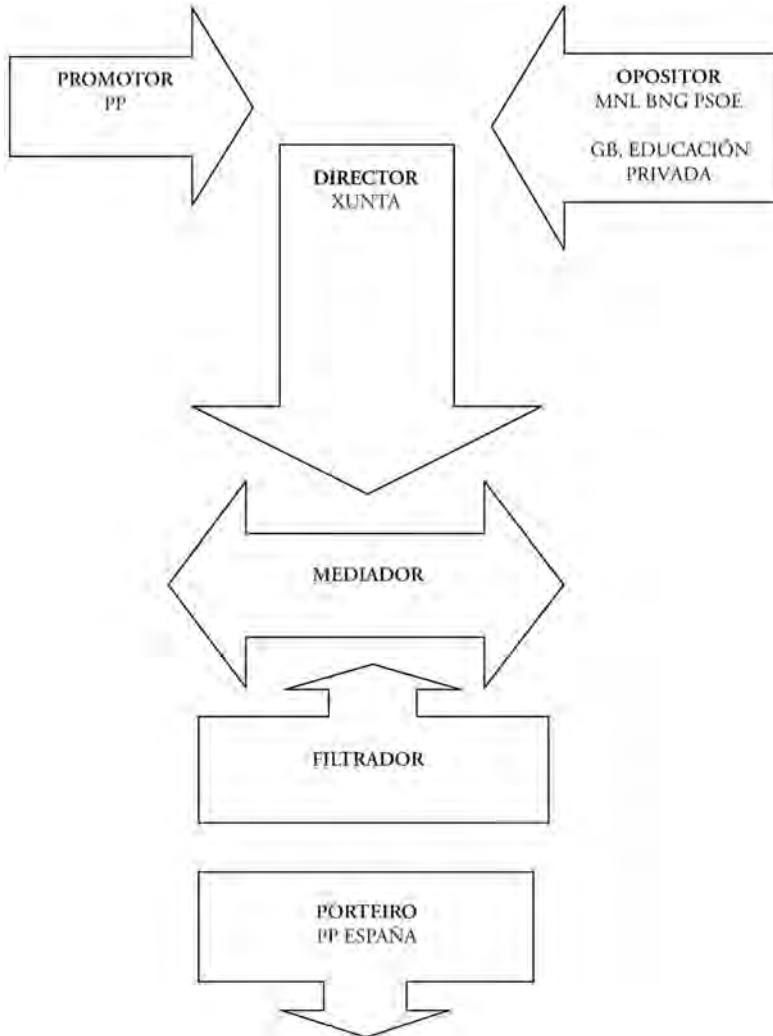 PROMOTOR
PP
OPOSITOR
MNL BNG PSOE
GB, EDUCACIÓN
PRIVADA
DIRECTOR
XUNTA
MEDIADOR
FILTRADOR
PORTEIRO
PP ESPAÑA